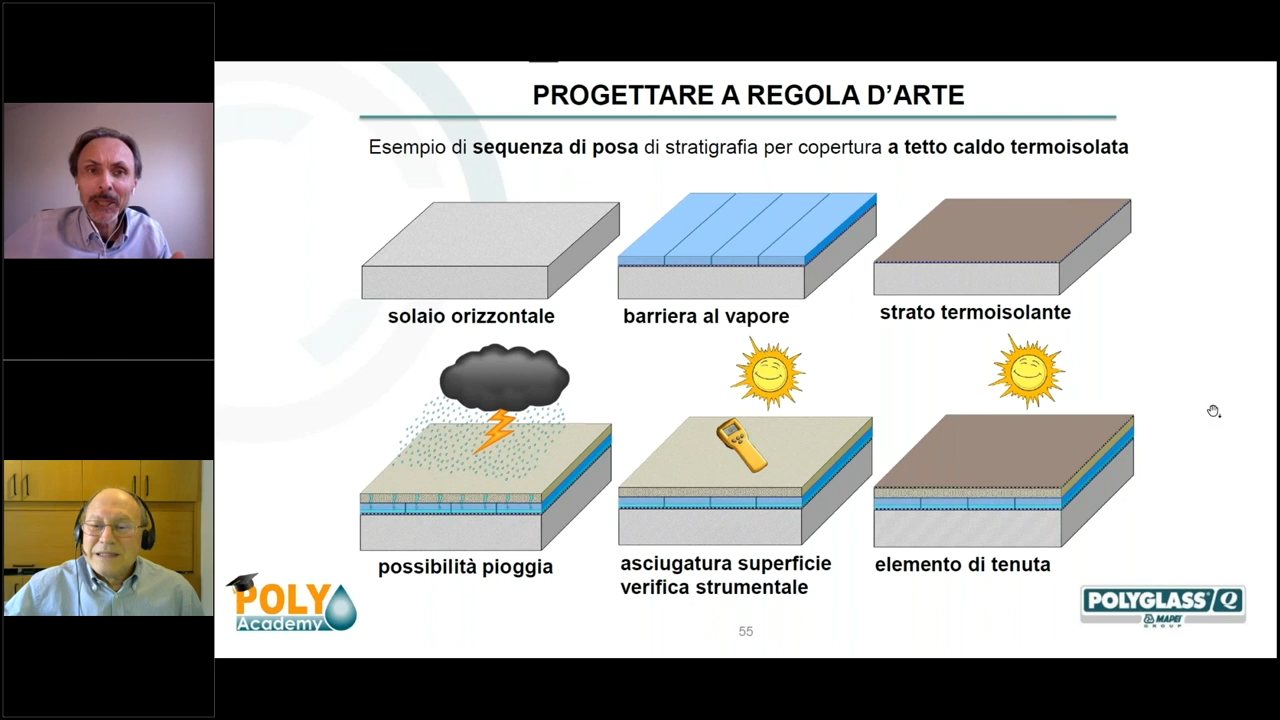 PROGETTARE A REGOLA D'ARTE
Esempio di sequenza di posa di stratigrafia per copertura a tetto caldo termoisolata
solaio orizzontale
barriera al vapore
strato termoisolante
possibilità pioggia
asciugatura superficie
verifica strumentale
elemento di tenuta
POLY
Academy
POLYGLASS
MAPEI
GROUP
55